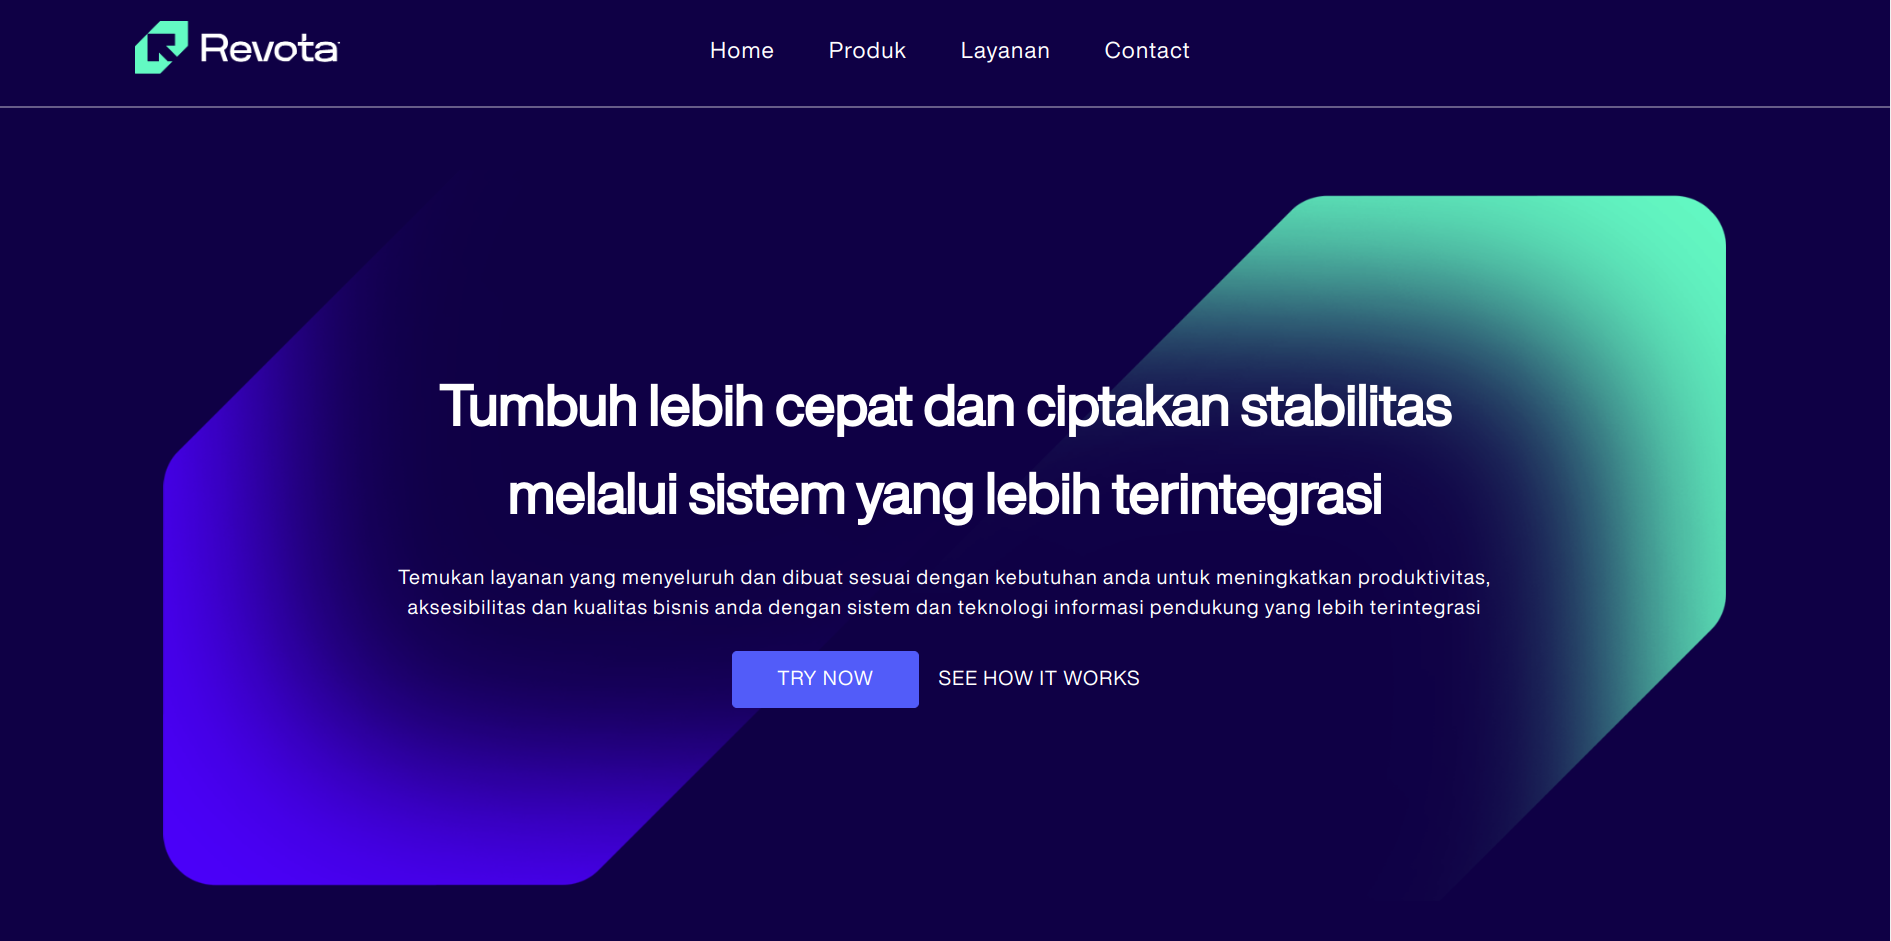 Revota
Home Produk Layanan Contact
Tumbuh lebih cepat dan ciptakan stabilitas
melalui sistem yang lebih terintegrasi
Temukan layanan yang menyeluruh dan dibuat sesuai dengan kebutuhan anda untuk meningkatkan produktivitas,
aksesibilitas dan kualitas bisnis anda dengan sistem dan teknologi informasi pendukung yang lebih terintegrasi
TRY NOW SEE HOW IT WORKS